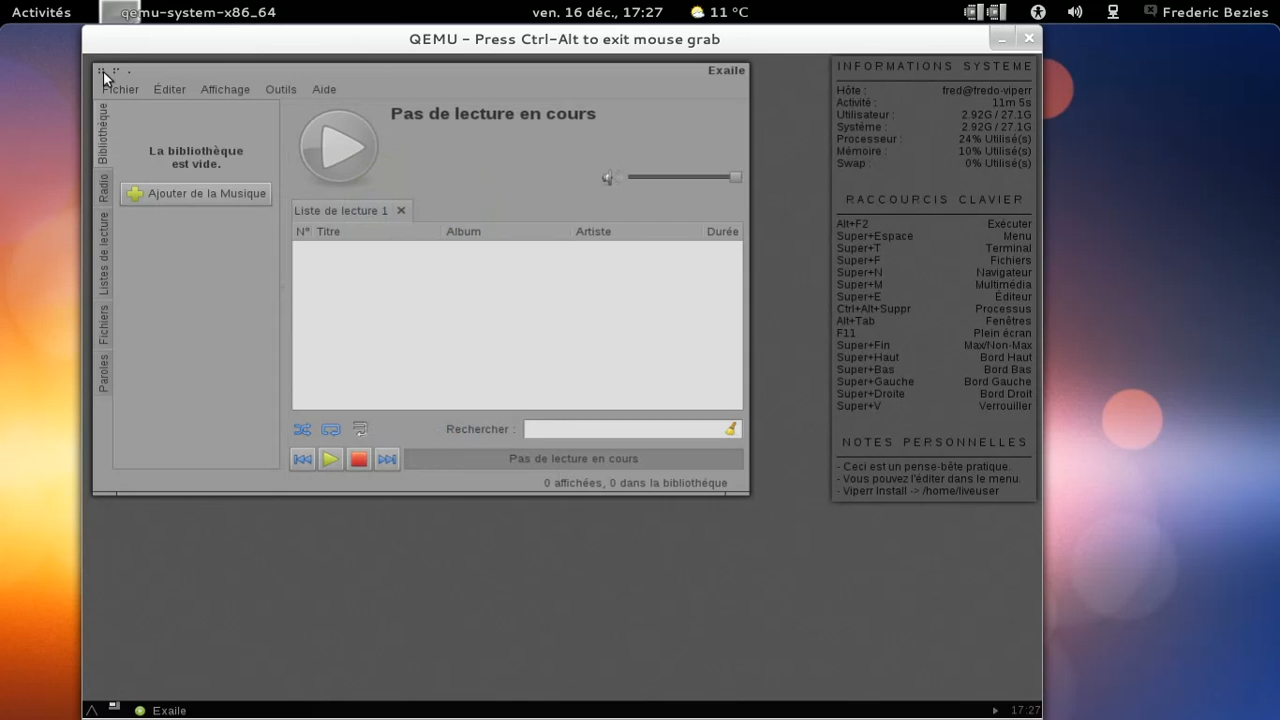 Activités
qemu-system-x86_64
ven. 16 déc., 17:27
11 °C
Frederic Bezies
QEMU - Press Ctrl-Alt to exit mouse grab
Exaile
Fichier Éditer Affichage Outils Aide
Bibliothèque
Radio
Listes de lecture
Fichiers
Paroles
La bibliothèque
est vide.
Ajouter de la Musique
Pas de lecture en cours
Liste de lecture 1
N° Titre Album Artiste Durée
Rechercher :
Pas de lecture en cours
0 affichées, 0 dans la bibliothèque
INFORMATIONS SYSTEME
Hôte : fred@fredo-viperr
Activité : 11m 5s
Utilisateur : 2.92G / 27.1G
Système : 2.92G / 27.1G
Processeur : 24% Utilisé(s)
Mémoire : 10% Utilisé(s)
Swap : 0% Utilisé(s)
RACCOURCIS CLAVIER
Alt+F2 Exécuter
Super+Espace Menu
Super+T Terminal
Super+F Fichiers
Super+N Navigateur
Super+M Multimédia
Super+E Éditeur
Ctrl+Alt+Suppr Processus
Alt+Tab Fenêtres
F11 Plein écran
Super+Fin Max/Non-Max
Super+Haut Bord Haut
Super+Bas Bord Bas
Super+Gauche Bord Gauche
Super+Droite Bord Droit
Super+V Verrouiller
NOTES PERSONNELLES
- Ceci est un pense-bête pratique.
- Vous pouvez l'éditer dans le menu.
- Viperr Install -> /home/liveuser
Exaile
17:27